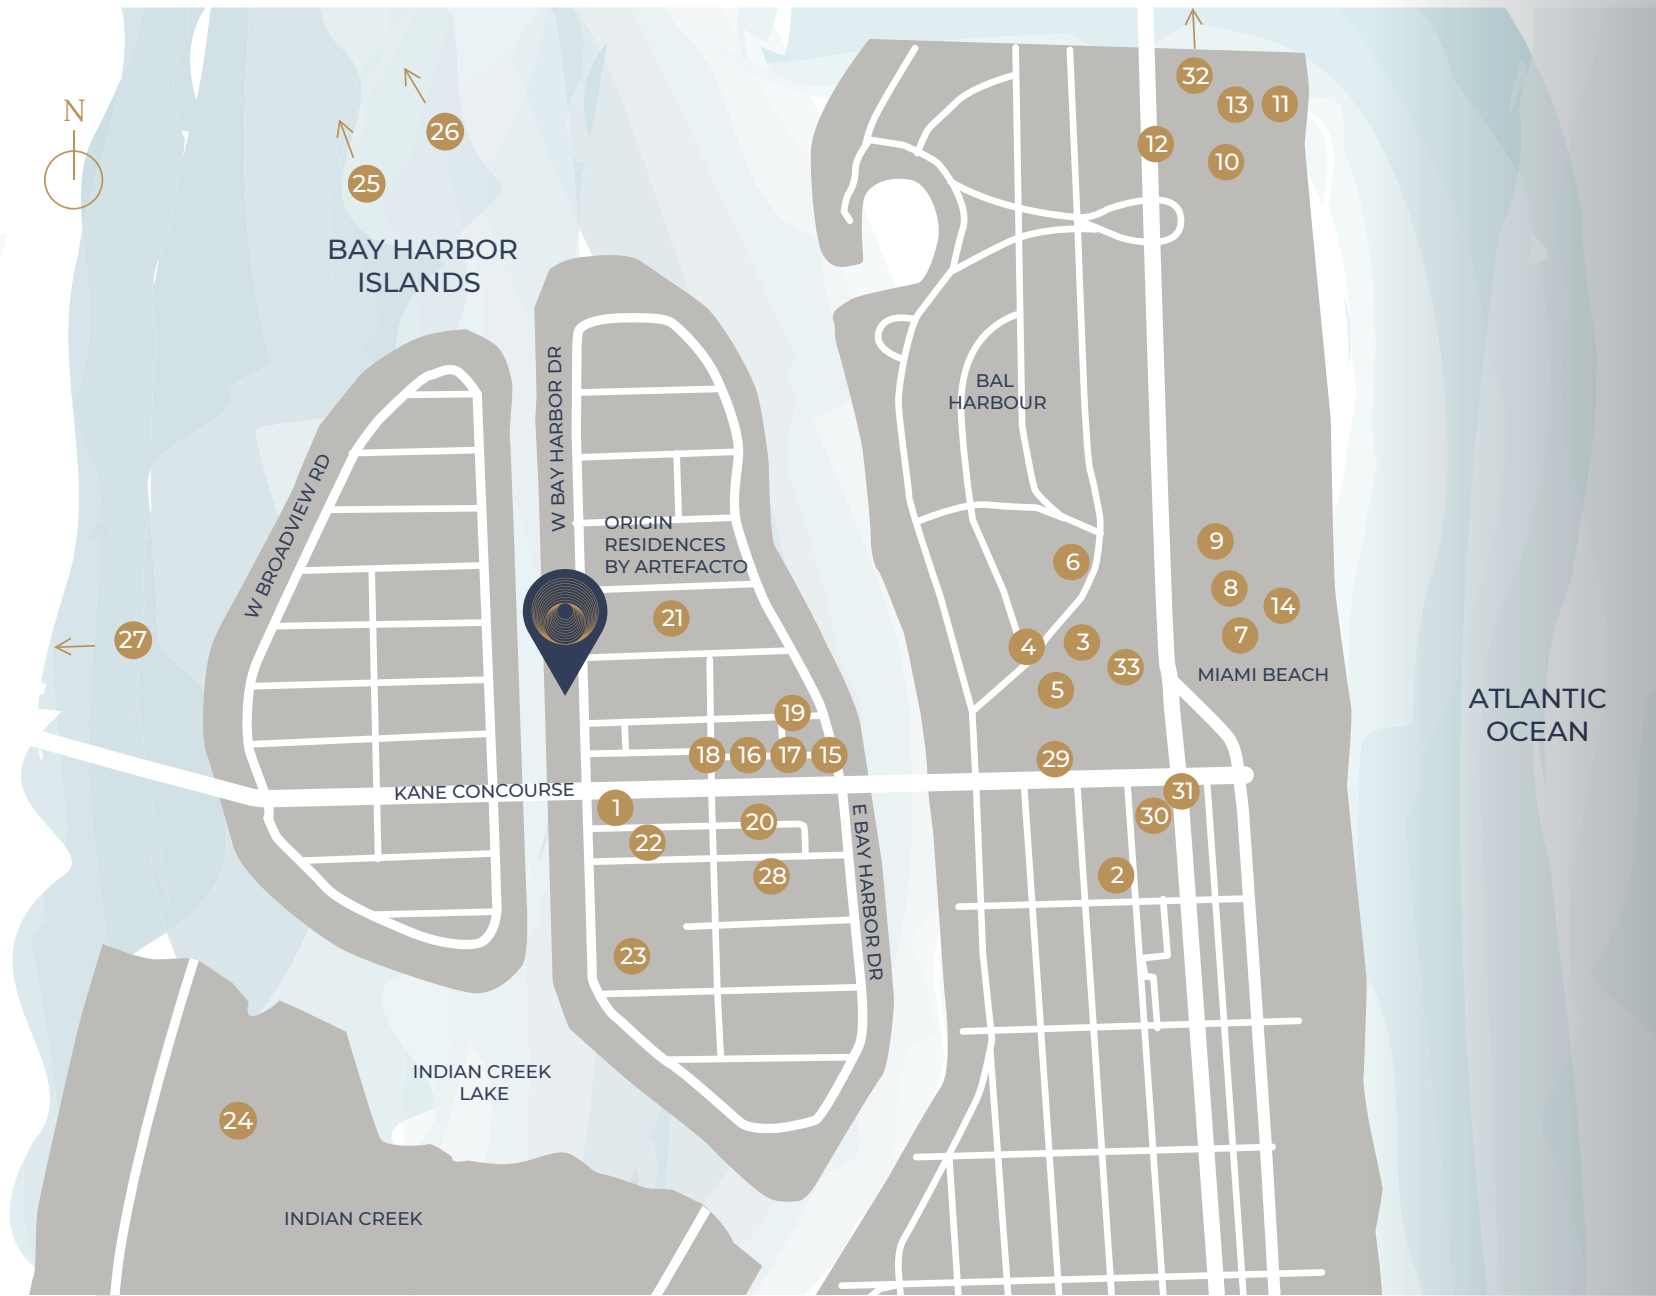 32
13
11
N
26
12
10
25
BAY HARBOR
ISLANDS
W BAY HARBOR DR
BAL
HARBOUR
W BROADVIEW RD
ORIGIN
RESIDENCES
BY ARTEFACTO
9
6
8
14
21
27
4
3
7
33
MIAMI BEACH
5
ATLANTIC
OCEAN
19
18
16
17
15
29
KANE CONCOURSE
31
1
30
20
22
E BAY HARBOR DR
28
2
23
INDIAN CREEK
LAKE
24
INDIAN CREEK